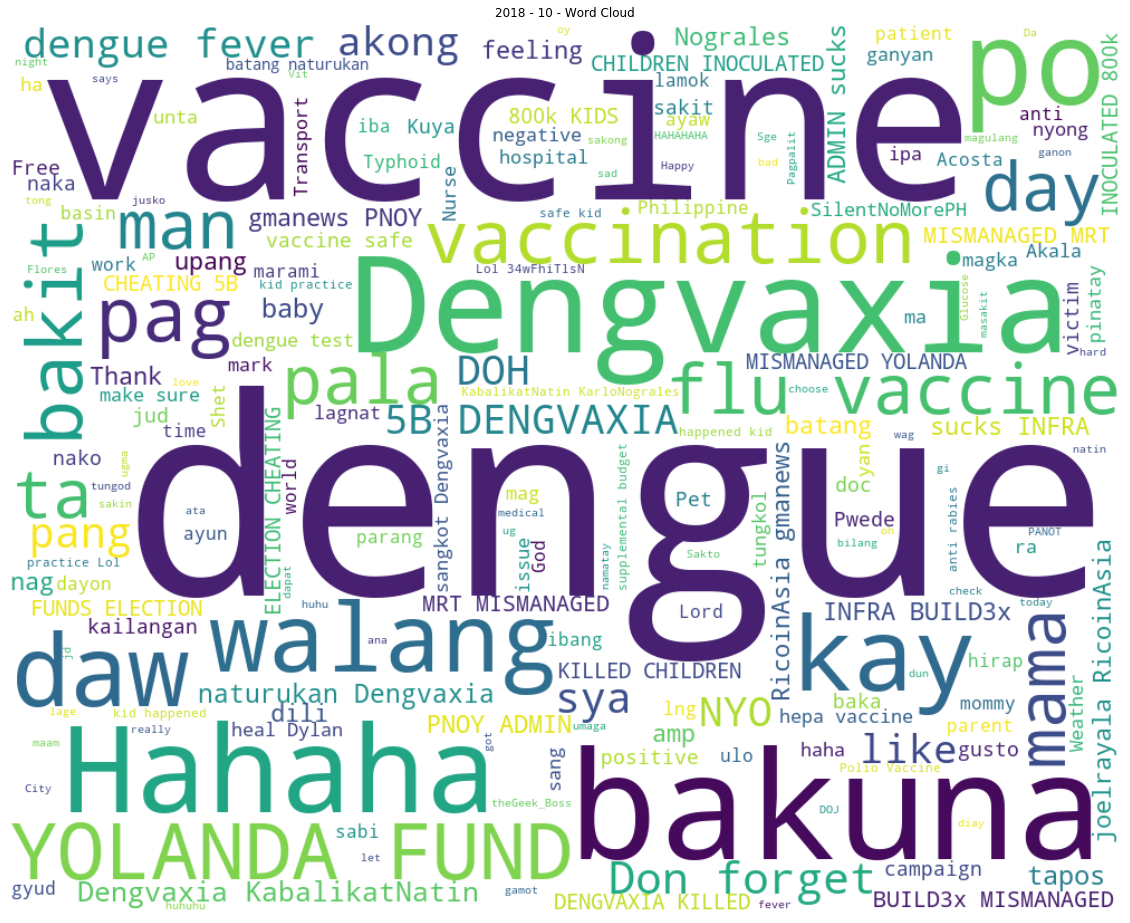 2018 - 10 - Word Cloud
dengue fever
akong
feeling
oy
Nograles
patient
Da
night
says
batang naturukan
Vit
CHILDREN INOCULATED
ADMIN sucks
ganyan
po
INOCULATED 800k
ha
vaccine
unta
Transport
iba
Kuya
800k KIDS
lamok
sakit
ayaw
HAHAHAHA
negative
sakong
Sge
Pagpalit
magulang
anti
nyong
Free
naka
Typhoid
Nurse
hospital
sad
Happy
bad
ipa
Acosta
ganon
day
tong
jusko
basin
man
gmanews PNOY
safe kid
Philippine
SilentNoMorePH
bakit
vaccine safe
vaccination
MISMANAGED MRT
Flores
AP
work
upang
marami
Lol 34wFhiTlsN
magka
Akala
CHEATING 5B
kid practice
Dengvaxia
Glucose
masakit
victim
pinatay
ah
pag
baby
ma
dengue test
hard
mark
DOH
MISMANAGED YOLANDA
Thank
love
pala
KabalikatNatin KarloNograles
flu vaccine
choose
make sure
Shet
jud
lagnat
5B DENGVAXIA
happened kid
batang
sucks INFRA
time
wag
nako
ugma
ELECTION CHEATING
world
sangkot Dengvaxia
supplemental budget
RicoinAsia gmanews
yang
natin
ta
tungod
dengue
mag
Pet
doc
gi
sakin
ata
medical
tungkol
Pwede
anti rabies
pang
ayun
parang
ug
issue
God
namatay
Sakto
bilang
oh
PANOT
ra
practice Lol
joelrayala RicoinAsia
nag
dayon
dapat
check
today
FUNDS ELECTION
huhu
MRT MISMANAGED
Lord
INFRA BUILD3x
mama
kailangan
walang
ana
ibang
kay
jd
daw
KILLED CHILDREN
dun
hirap
naturukan Dengvaxia
sya
lage
kid happened
dili
PNOY ADMIN
lng
NYO
baka
mommy
Weather
really
heal Dylan
got
umaga
amp
hepa vaccine
parent
maam
Hahaha
sang
positive
ulo
haha
like
gusto
City
theGeek_Boss
bakuna
Polio Vaccine
DOJ
diay
YOLANDA FUND
sabi
let
gyud
Dengvaxia KabalikatNatin
gamot
Don forget
campaign
tapos
huhuhu
DENGVAXIA KILLED
fever
BUILD3x MISMANAGED